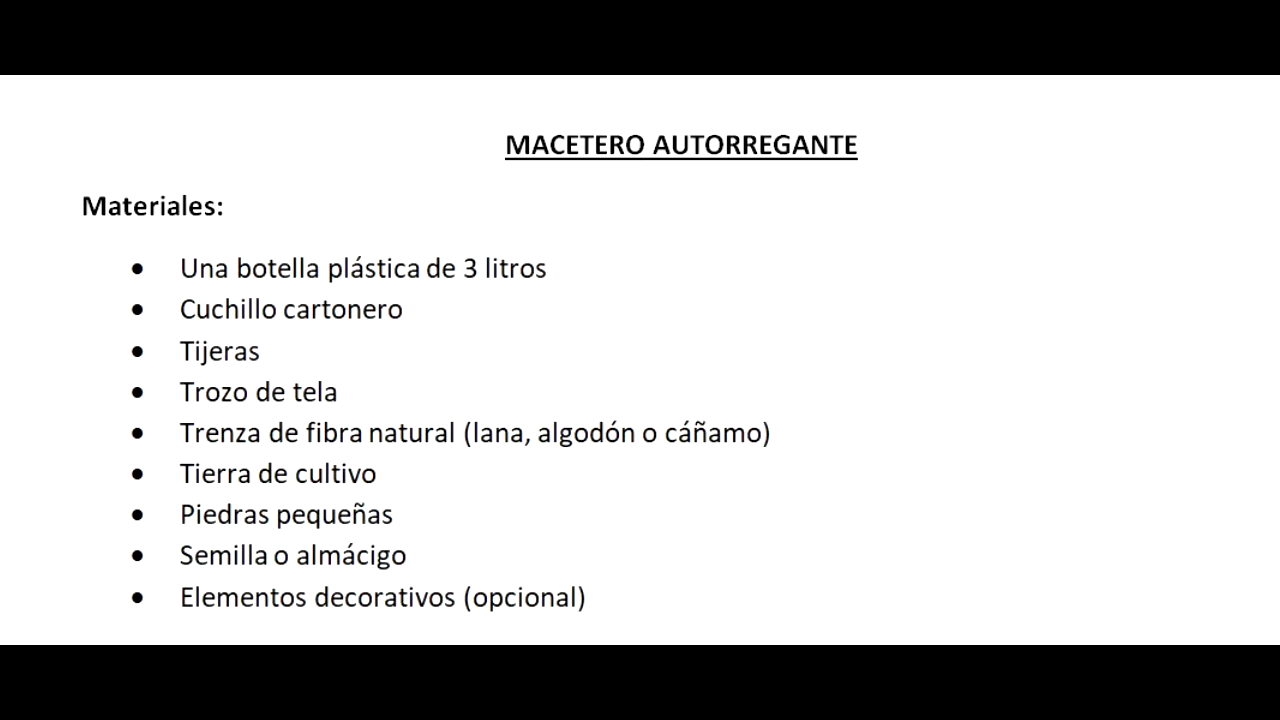 MACETERO AUTORREGANTE
Materiales:
• Una botella plástica de 3 litros
• Cuchillo cartonero
• Tijeras
• Trozo de tela
• Trenza de fibra natural (lana, algodón o cáñamo)
• Tierra de cultivo
• Piedras pequeñas
• Semilla o almácigo
• Elementos decorativos (opcional)